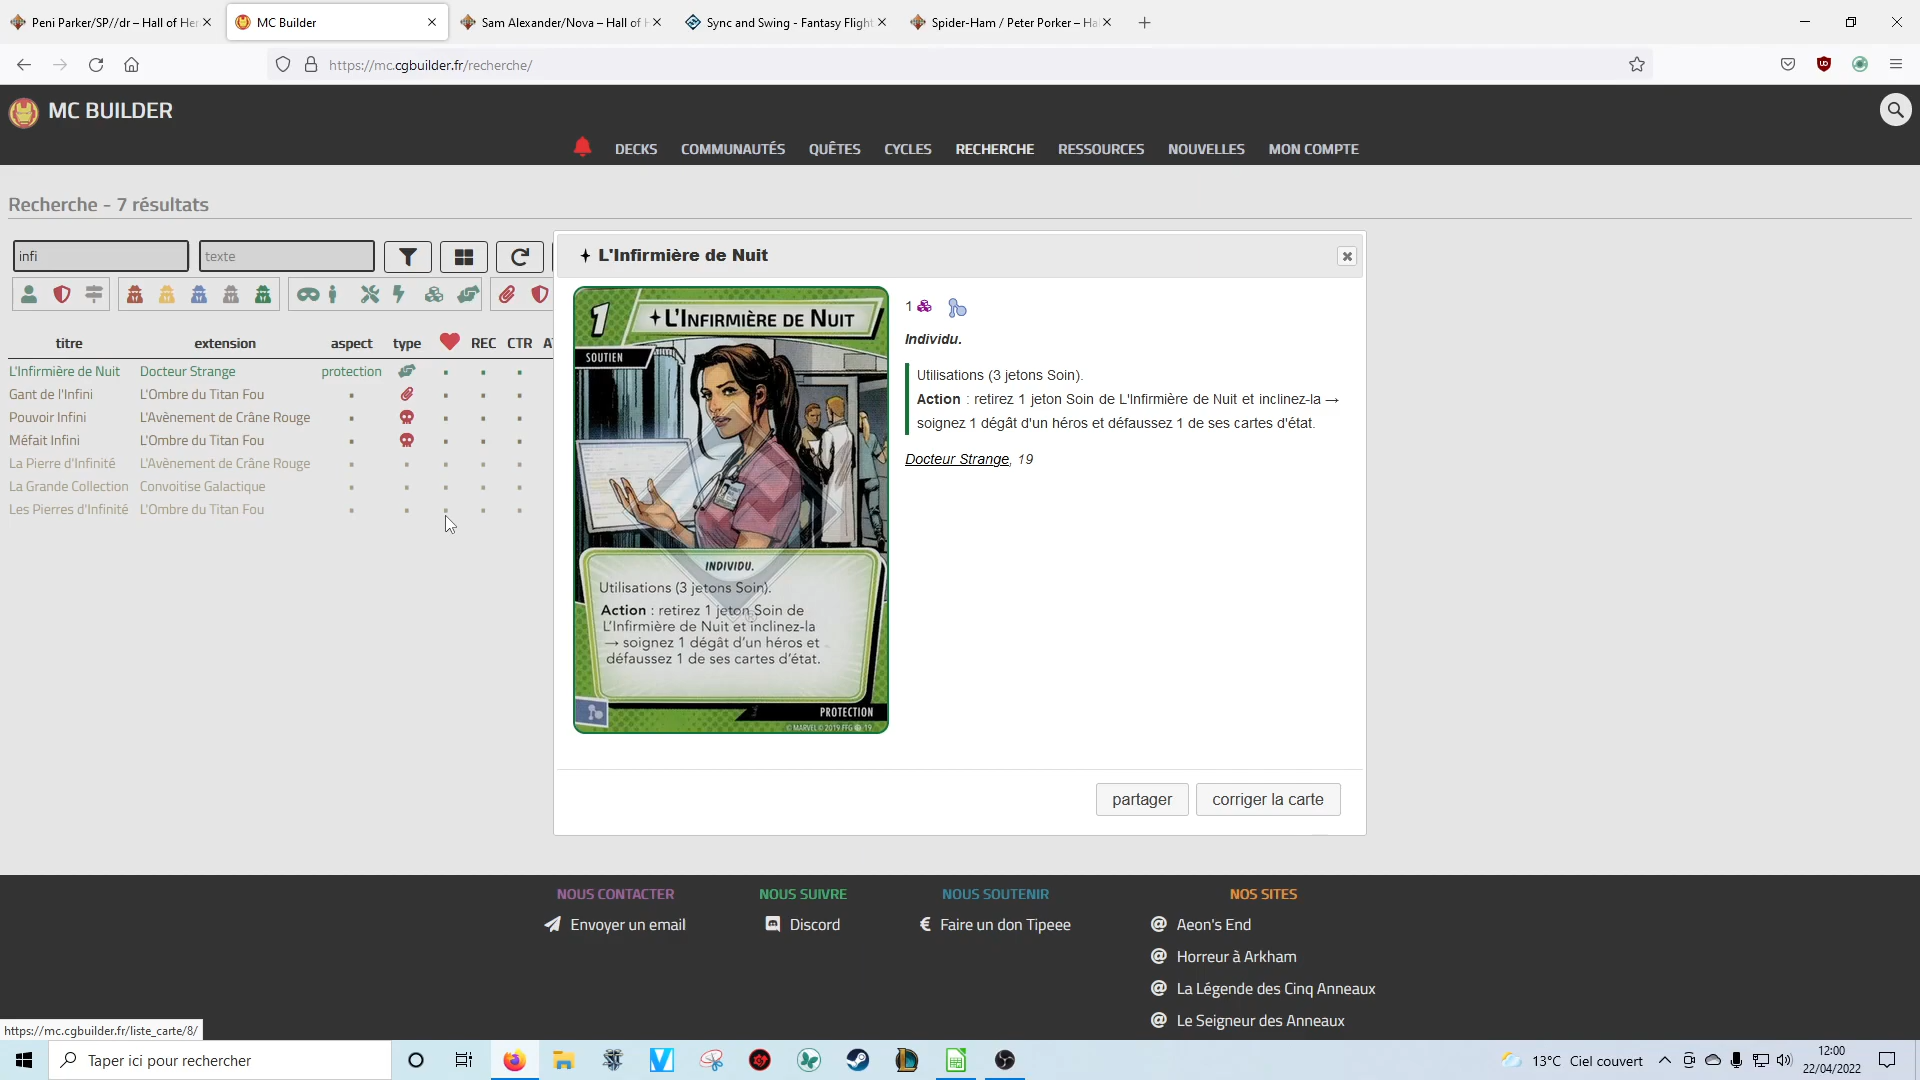 Peni Parker/SP//dr – Hall of Her
MC Builder
Sam Alexander/Nova – Hall of H
Sync and Swing - Fantasy Flight
Spider-Ham / Peter Porker – Ha
https://mc.cgbuilder.fr/recherche/
MC BUILDER
DECKS COMMUNAUTÉS QUÊTES CYCLES RECHERCHE RESSOURCES NOUVELLES MON COMPTE
Recherche - 7 résultats
infi
texte
titre extension aspect type REC CTR AT
L'Infirmière de Nuit Docteur Strange protection
Gant de l'Infini L'Ombre du Titan Fou
Pouvoir Infini L'Avènement de Crâne Rouge
Méfait Infini L'Ombre du Titan Fou
La Pierre d'Infinité L'Avènement de Crâne Rouge
La Grande Collection Convoitise Galactique
Les Pierres d'Infinité L'Ombre du Titan Fou
L'Infirmière de Nuit
1
L'INFIRMIÈRE DE NUIT
SOUTIEN
INDIVIDU.
Utilisations (3 jetons Soin).
Action : retirez 1 jeton Soin de
L'Infirmière de Nuit et inclinez-la
→ soignez 1 dégât d'un héros et
défaussez 1 de ses cartes d'état.
PROTECTION
© MARVEL © 2019 FFG 19
1
Individu.
Utilisations (3 jetons Soin).
Action : retirez 1 jeton Soin de L'Infirmière de Nuit et inclinez-la →
soignez 1 dégât d'un héros et défaussez 1 de ses cartes d'état.
Docteur Strange, 19
partager
corriger la carte
NOUS CONTACTER
Envoyer un email
NOUS SUIVRE
Discord
NOUS SOUTENIR
Faire un don Tipeee
NOS SITES
Aeon's End
Horreur à Arkham
La Légende des Cinq Anneaux
Le Seigneur des Anneaux
https://mc.cgbuilder.fr/liste_carte/8/
Taper ici pour rechercher
13°C Ciel couvert
12:00
22/04/2022